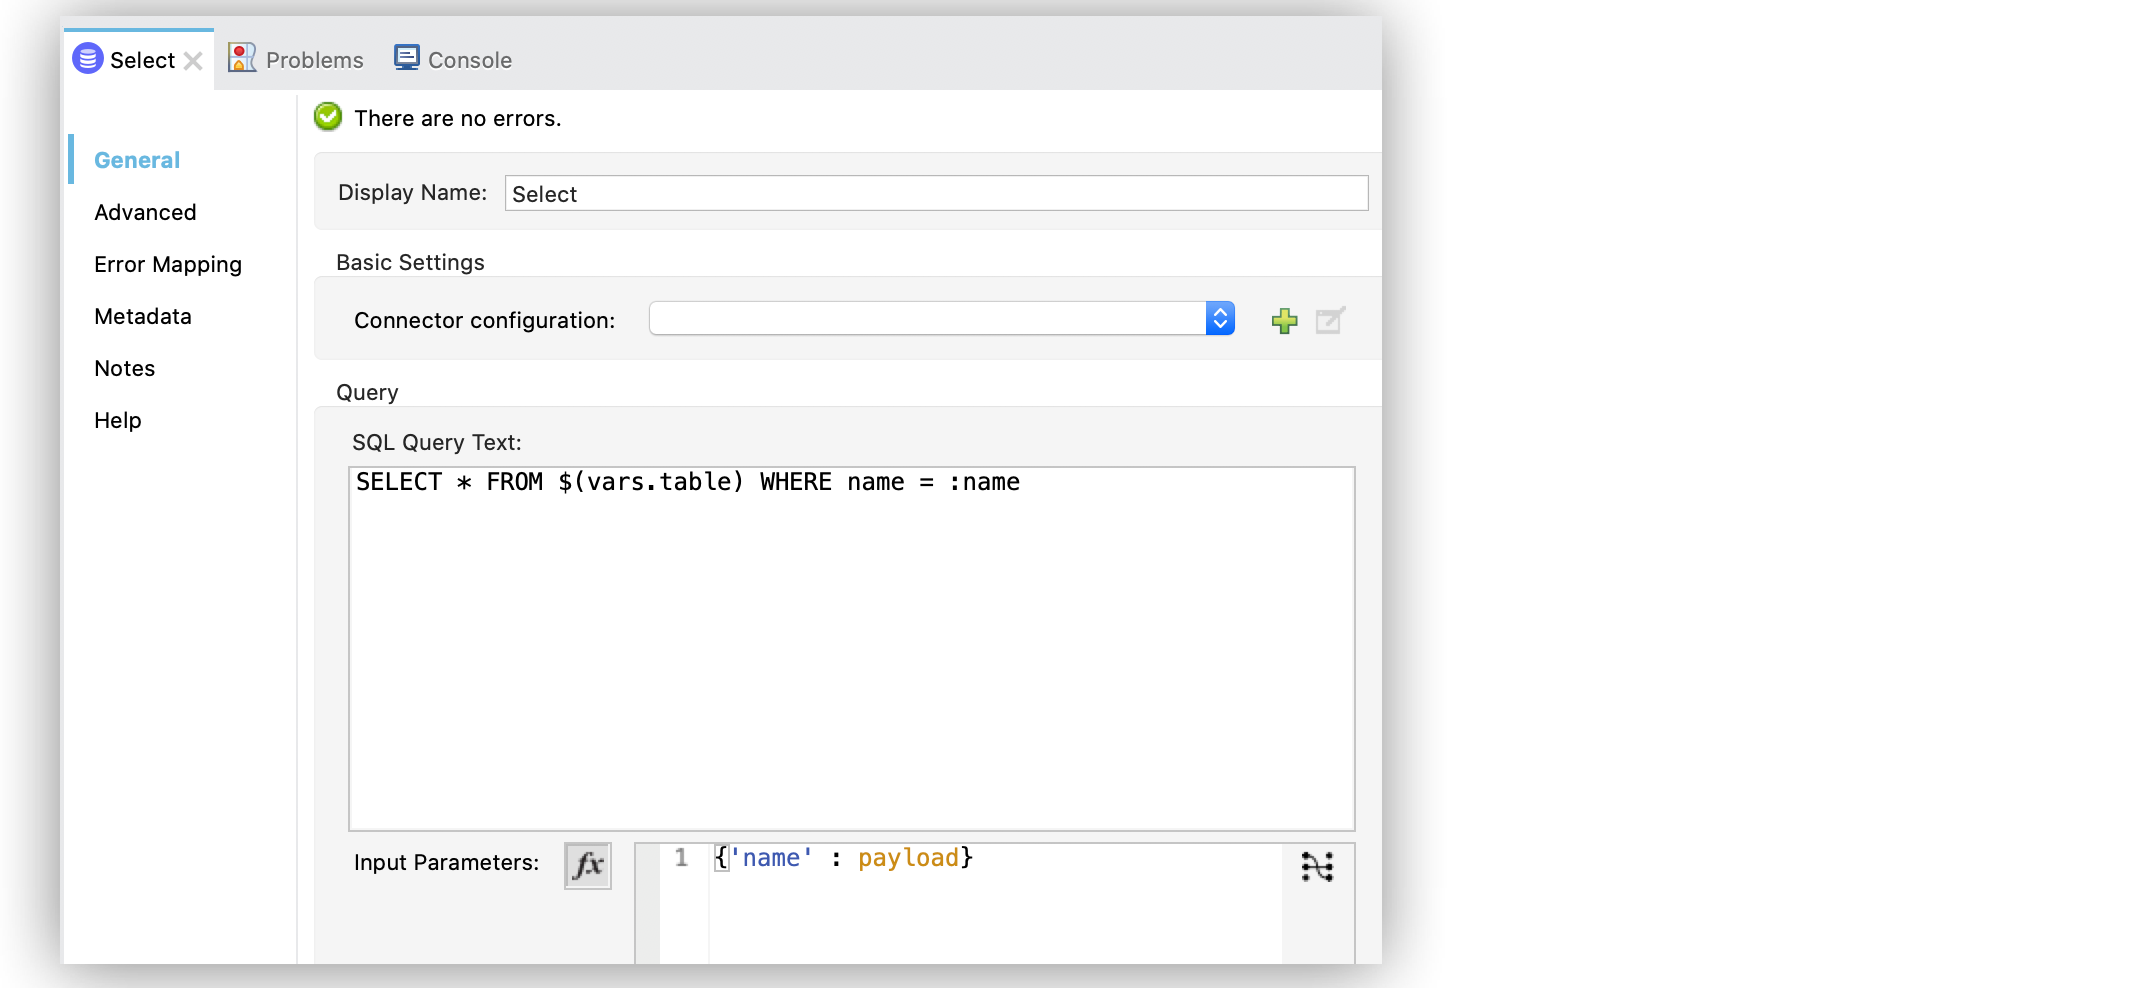 Select Problems Console
There are no errors.
General
Advanced
Error Mapping
Metadata
Notes
Help
Display Name: Select
Basic Settings
Connector configuration:
Query
SQL Query Text:
SELECT * FROM $(vars.table) WHERE name = :name
Input Parameters: fx 1 {'name' : payload}